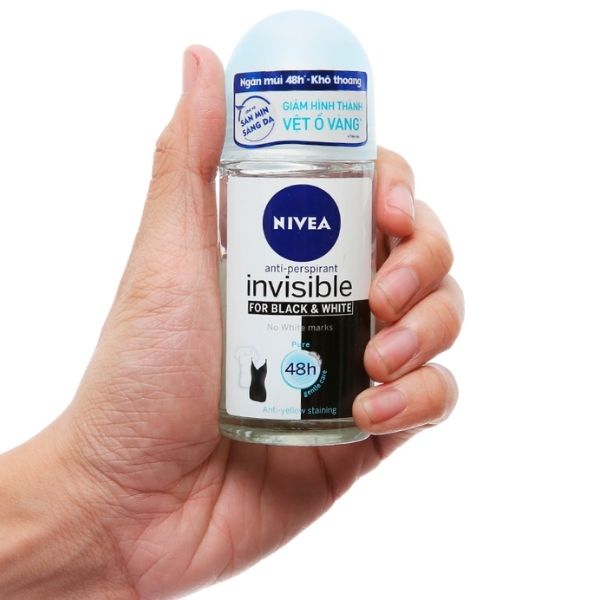 Ngăn mùi 48h* - Khô thoáng
SĂN MỊN
SÁNG DA
GIẢM HÌNH THÀNH
VỆT Ố VÀNG*
NIVEA
anti-perspirant
invisible
FOR BLACK & WHITE
No White marks
Pure
48h
gentle care
Anti-yellow staining